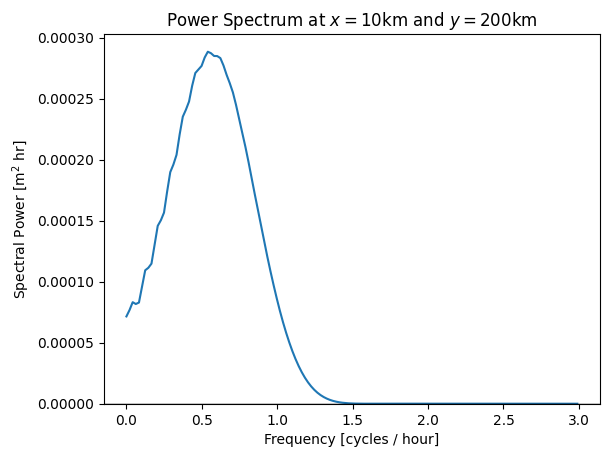 Power Spectrum at x = 10km and y = 200km
0.00030
0.00025
0.00020
0.00015
0.00010
0.00005
0.00000
Spectral Power [m² hr]
0.0 0.5 1.0 1.5 2.0 2.5 3.0
Frequency [cycles / hour]